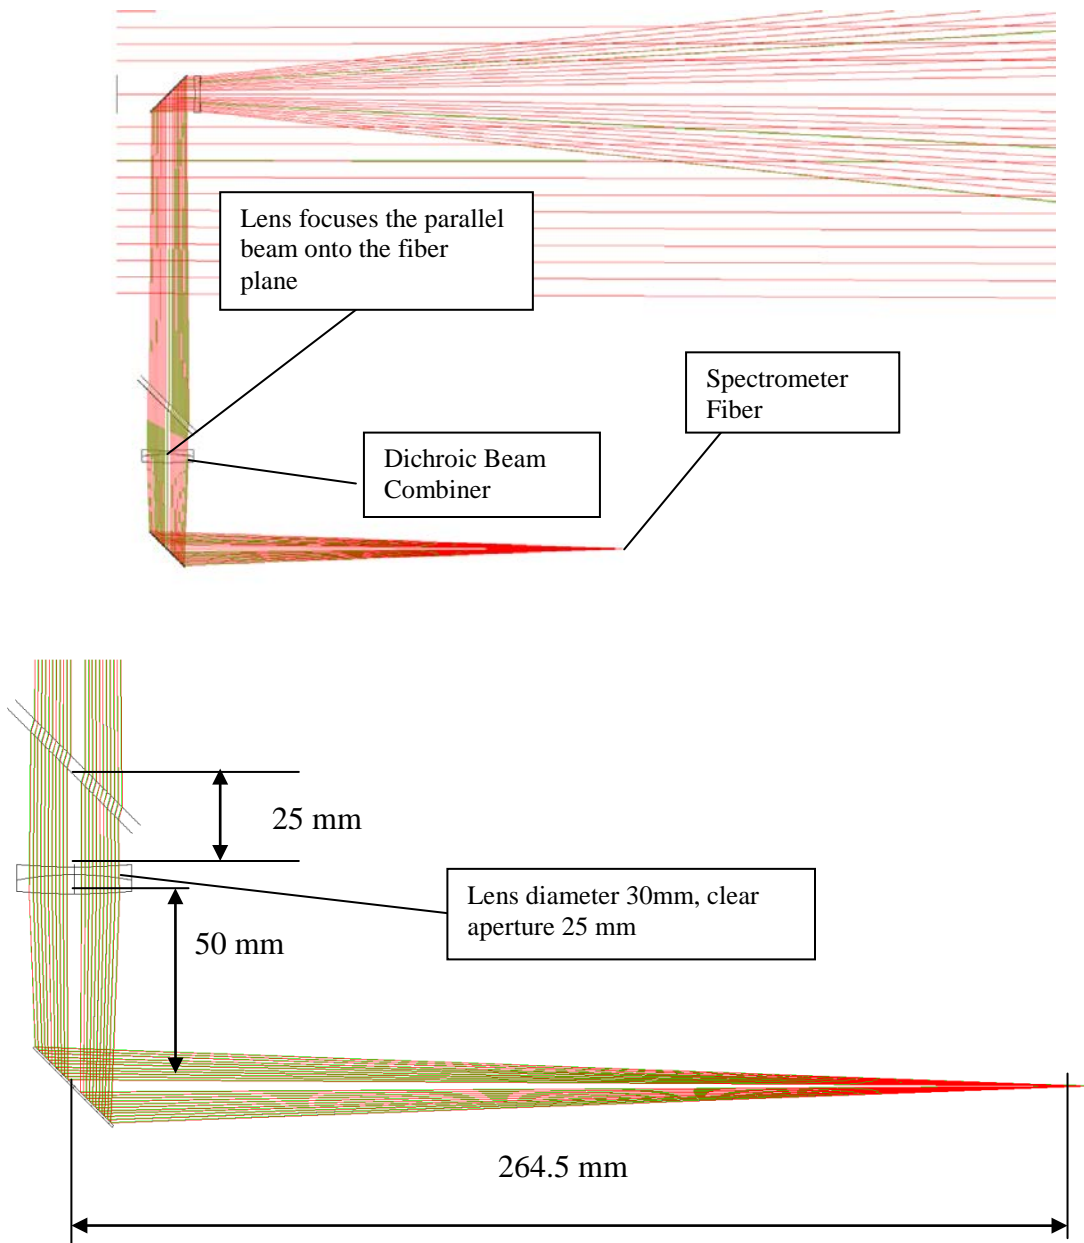 Lens focuses the parallel
beam onto the fiber
plane
Spectrometer
Fiber
Dichroic Beam
Combiner
25 mm
Lens diameter 30mm, clear
aperture 25 mm
50 mm
264.5 mm